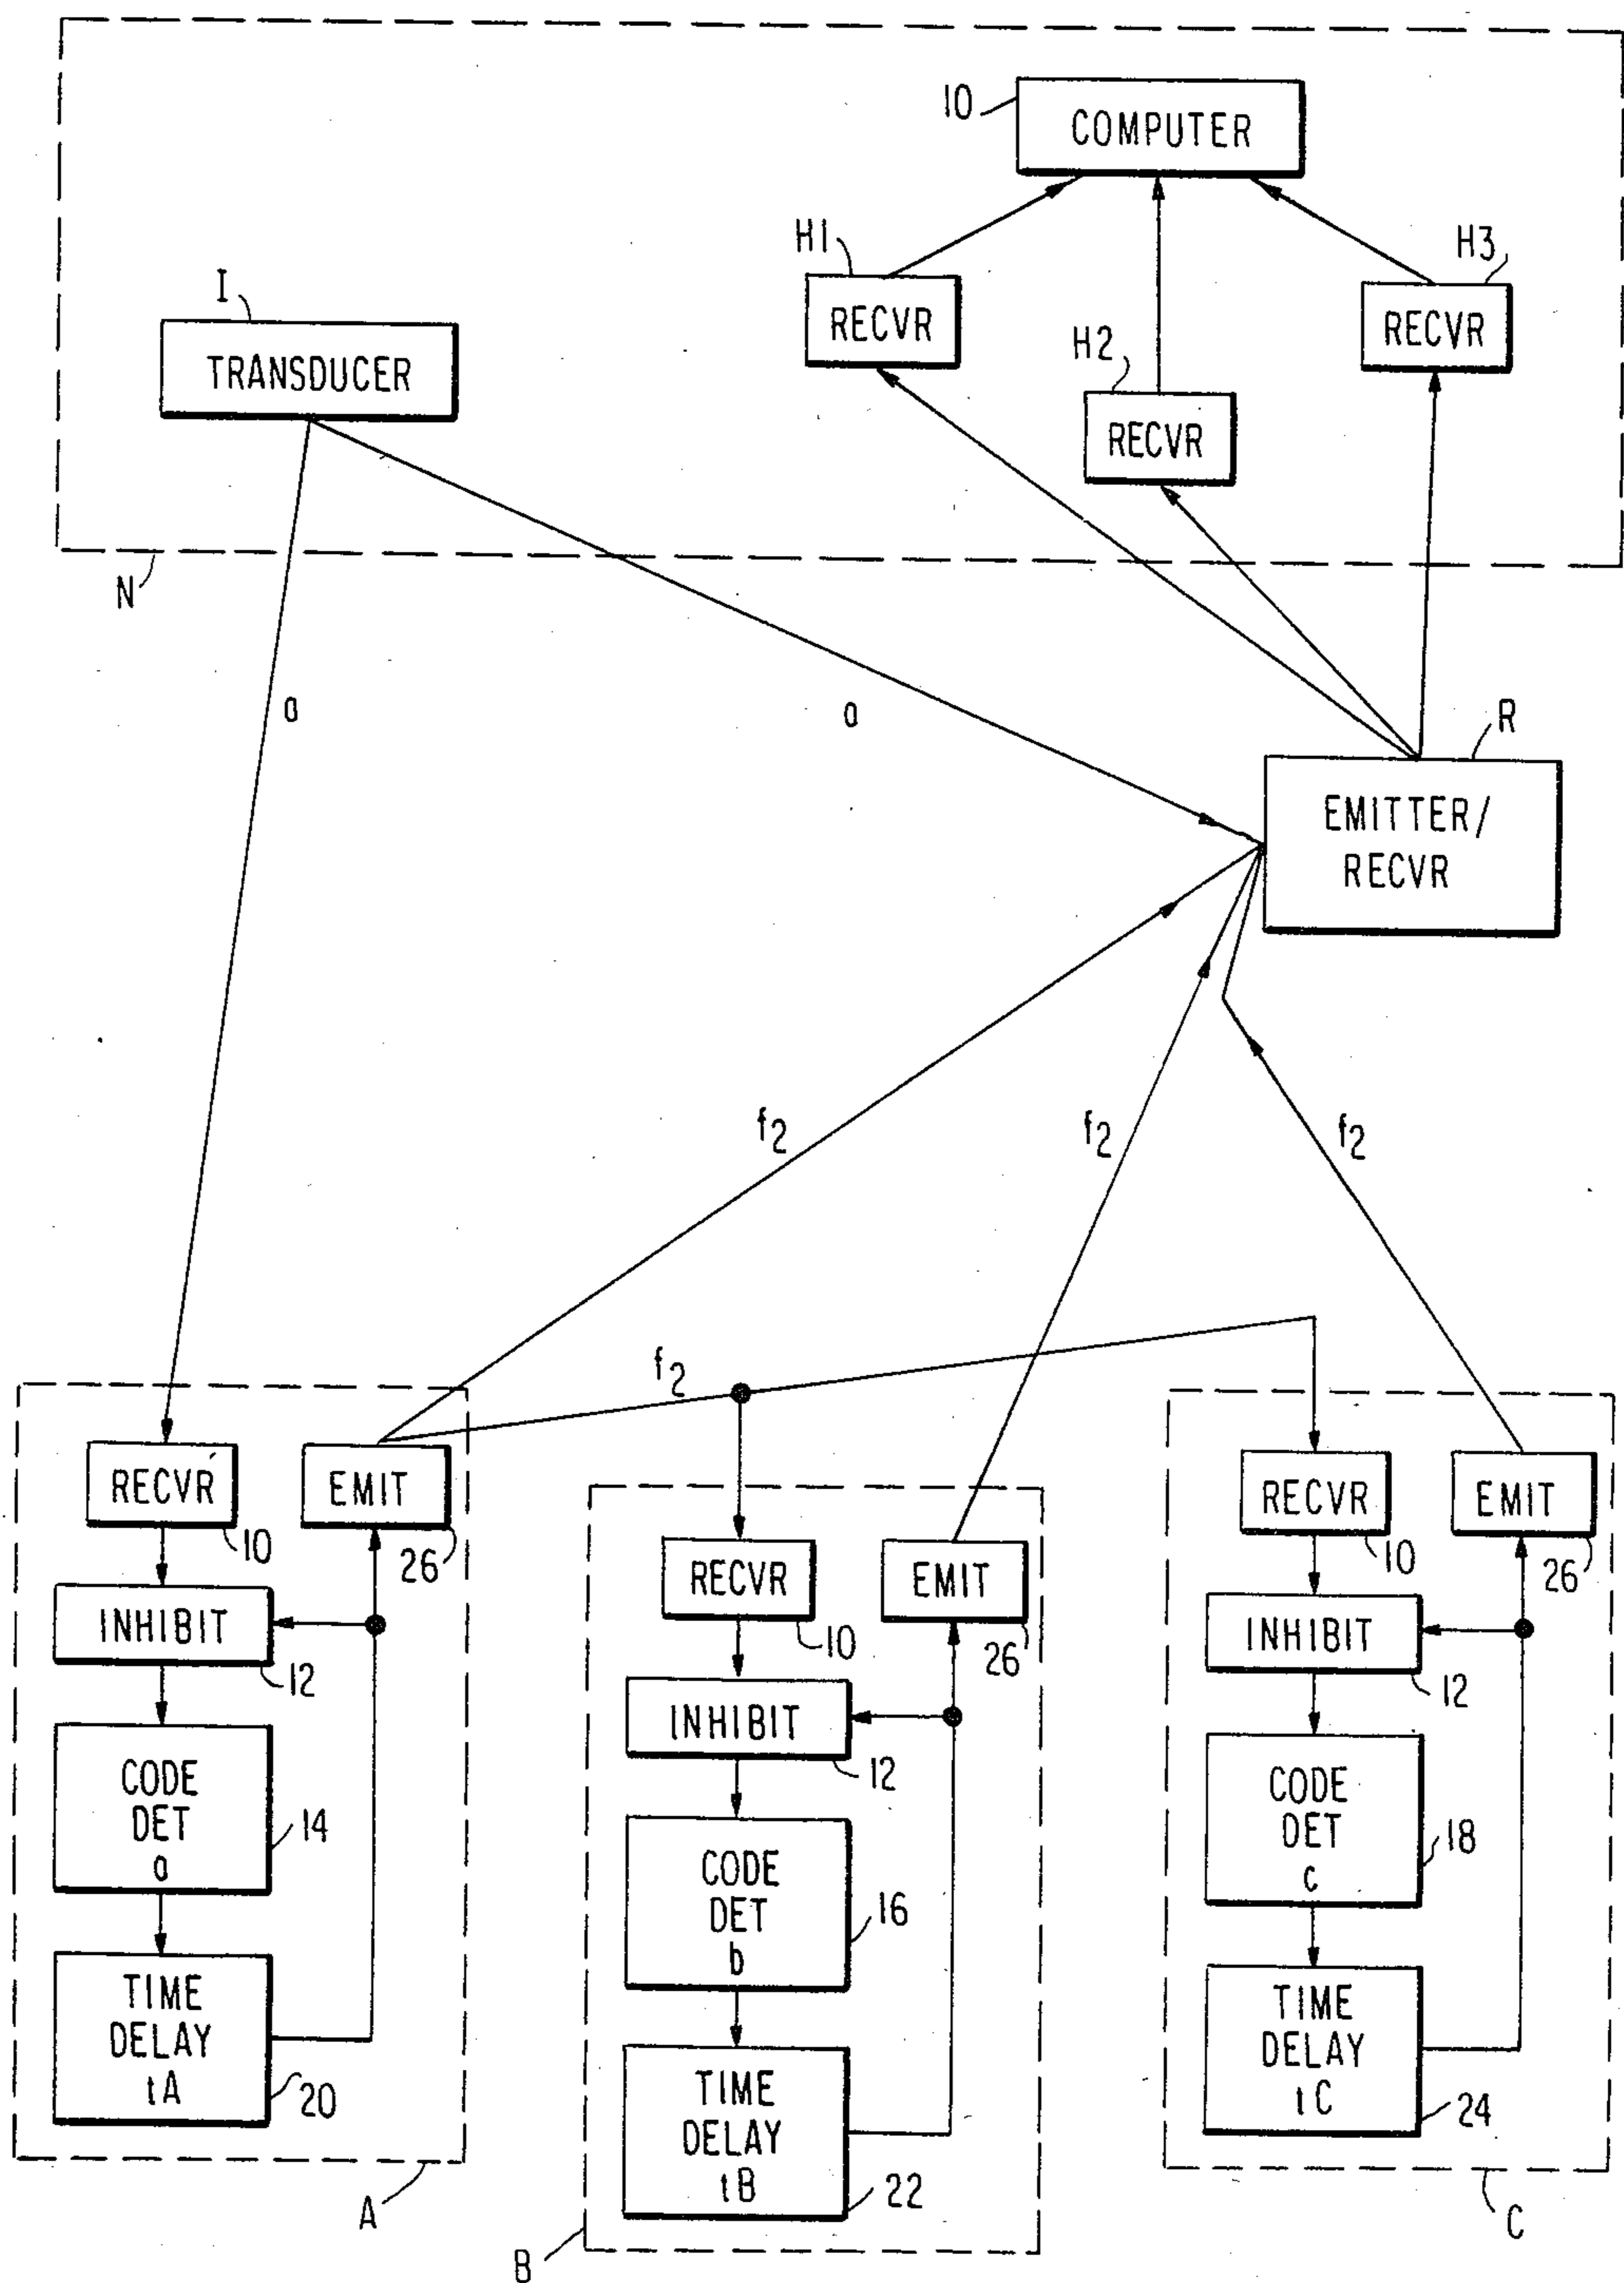 10
COMPUTER
H1
H3
I
RECVR
RECVR
H2
TRANSDUCER
RECVR
N
a
a
R
EMITTER/
RECVR
f2
f2
f2
f2
RECVR
EMIT
10
26
INHIBIT
12
CODE
DET
a
14
TIME
DELAY
tA
20
A
RECVR
EMIT
10
26
INHIBIT
12
CODE
DET
b
16
TIME
DELAY
tB
22
B
RECVR
EMIT
10
26
INHIBIT
12
CODE
DET
c
18
TIME
DELAY
tC
24
C